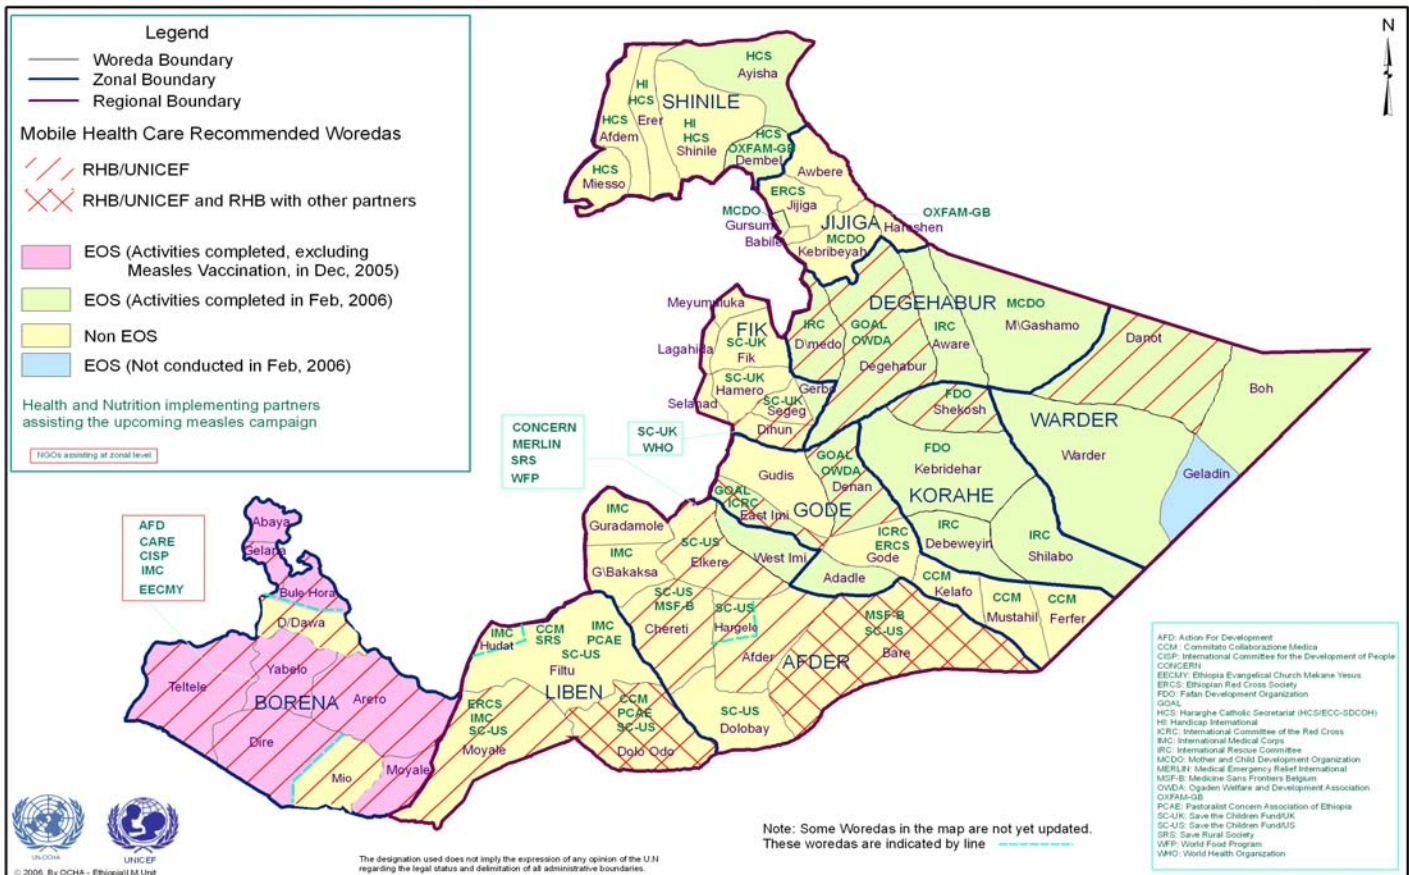 Legend
Woreda Boundary
Zonal Boundary
Regional Boundary
Mobile Health Care Recommended Woredas
RHB/UNICEF
RHB/UNICEF and RHB with other partners
EOS (Activities completed, excluding
Measles Vaccination, in Dec, 2005)
EOS (Activities completed in Feb, 2006)
Non EOS
EOS (Not conducted in Feb, 2006)
Health and Nutrition implementing partners
assisting the upcoming measles campaign
NGOs assisting at zonal level
N
HCS
Ayisha
SHINILE
HI
HCS
Erer
HCS
Afdem
HI
HCS
Shinile
HCS
OXFAM-GB
Dembel
HCS
Miesso
Awbere
ERCS
Jijiga
MCDO
Gursum
Babile
JIJIGA
Hareshen
OXFAM-GB
MCDO
Kebribeyah
DEGEHABUR
MCDO
M\Gashamo
IRC
D\medo
GOAL
OWDA
Degehabur
IRC
Aware
Danot
Boh
Meyumuluka
FIK
SC-UK
Fik
Lagahida
SC-UK
Hamero
Gerbo
SC-UK
Segeg
Selahad
Dihun
FDO
Shekosh
WARDER
Warder
Geladin
CONCERN
MERLIN
SRS
WFP
SC-UK
WHO
Gudis
GOAL
OWDA
Denan
FDO
Kebridehar
KORAHE
GOAL
ICRC
East Imi
GODE
ICRC
ERCS
Gode
IRC
Debeweyin
IRC
Shilabo
West Imi
Adadle
CCM
Kelafo
CCM
Mustahil
CCM
Ferfer
IMC
Guradamole
IMC
G\Bakaksa
SC-US
Elkere
SC-US
MSF-B
Chereti
SC-US
Hargele
Afder
AFDER
MSF-B
SC-US
Bare
SC-US
Dolobay
AFD
CARE
CISP
IMC
EECMY
Abaya
Gelana
Bule Hora
D/Dawa
Yabelo
Teltele
BORENA
Arero
Dire
Mio
Moyale
IMC
Hudat
CCM
SRS
IMC
PCAE
SC-US
Filtu
LIBEN
ERCS
IMC
SC-US
Moyale
CCM
PCAE
SC-US
Dolo Odo
AFD: Action For Development
CCM : Commitato Collaborazione Medica
CISP: International Committee for the Development of People
CONCERN
EECMY: Ethiopia Evangelical Church Mekane Yesus
ERCS: Ethiopian Red Cross Society
FDO: Fafan Development Organization
GOAL
HCS: Hararghe Catholic Secretariat (HCS/ECC-SDCOH)
HI: Handicap International
ICRC: International Committee of the Red Cross
IMC: International Medical Corps
IRC: International Rescue Committee
MCDO: Mother and Child Development Organization
MERLIN: Medical Emergency Relief International
MSF-B: Medicine Sans Frontiers Belgium
OWDA: Ogaden Welfare and Development Association
OXFAM-GB
PCAE: Pastoralist Concern Association of Ethiopia
SC-UK: Save the Children Fund/UK
SC-US: Save the Children Fund/US
SRS: Save Rural Society
WFP: World Food Program
WHO: World Health Organization
Note: Some Woredas in the map are not yet updated.
These woredas are indicated by line
UN-OCHA
UNICEF
The designation used does not imply the expression of any opinion of the U.N
regarding the legal status and delimitation of all administrative boundaries.
© 2006, By OCHA - Ethiopia\I.M.Unit